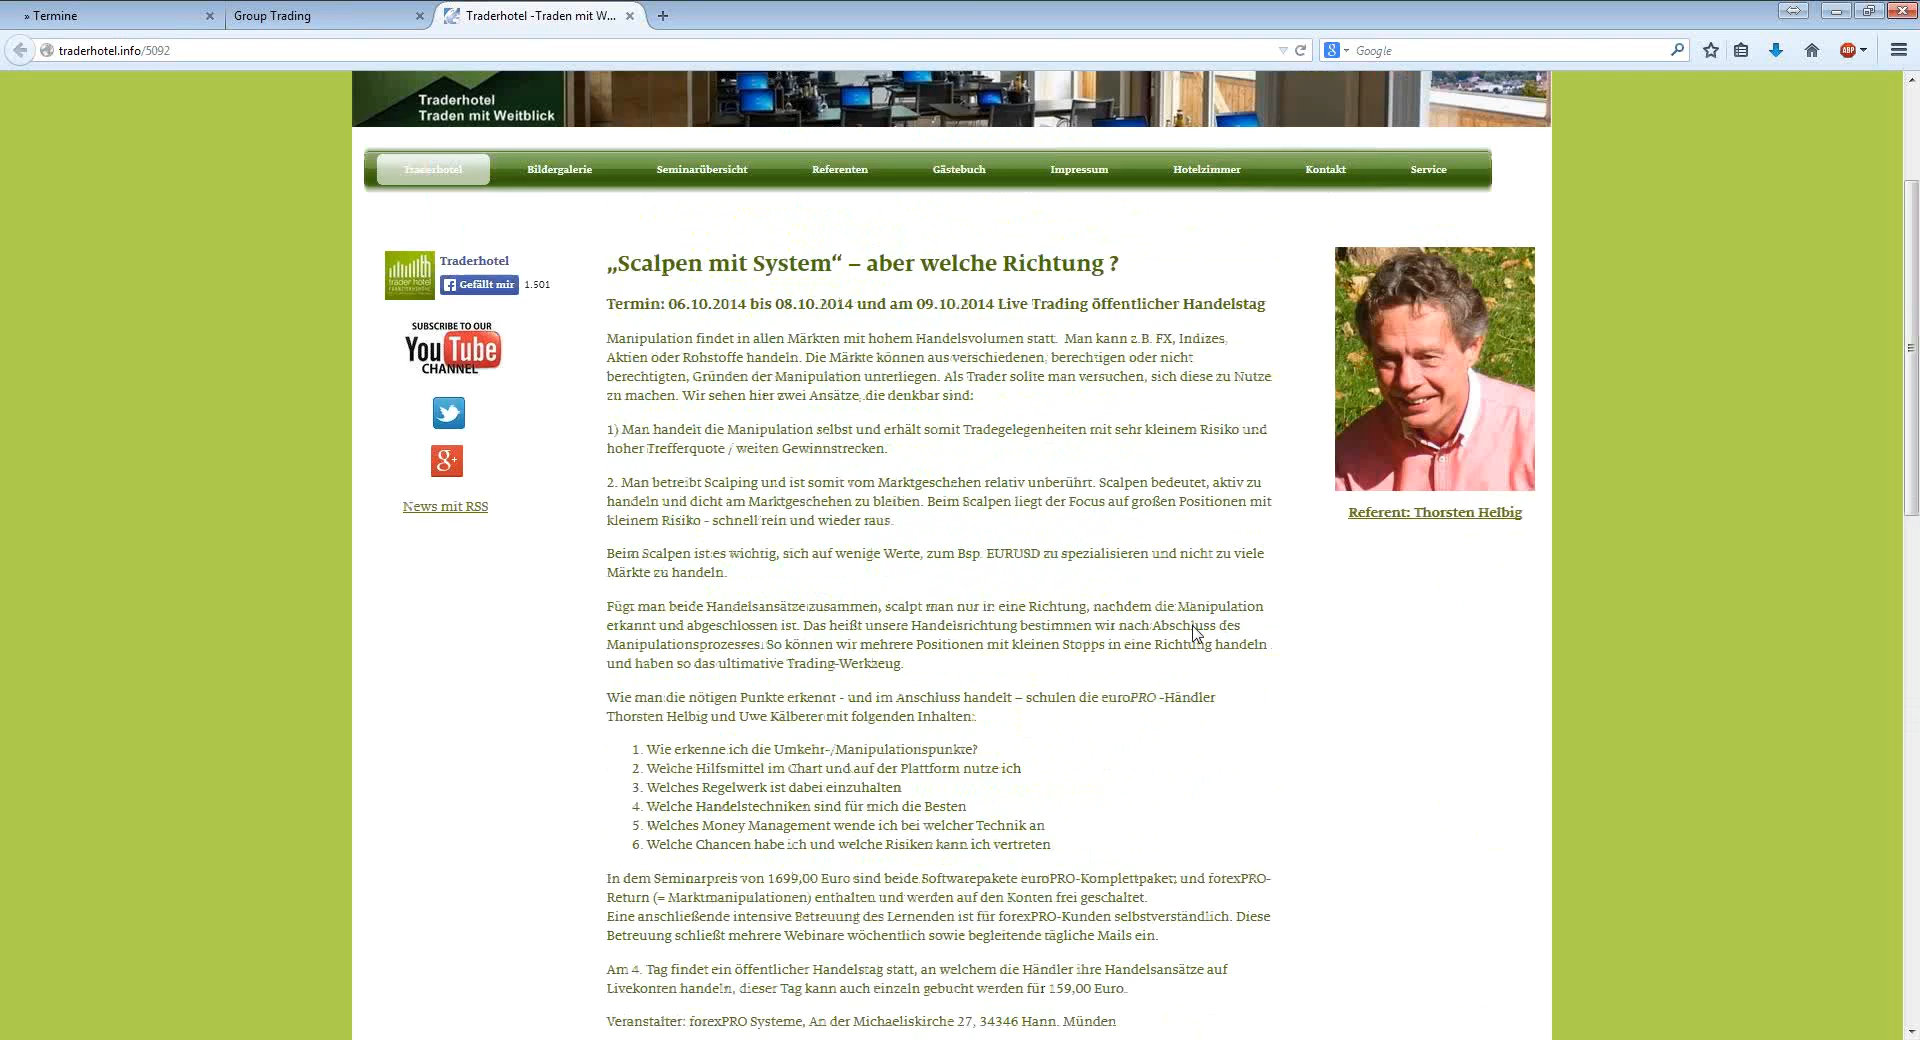 » Termine
Group Trading
Traderhotel -Traden mit W...
traderhotel.info/5092
Google
ABP
Traderhotel
Traden mit Weitblick
Traderhotel
Bildergalerie
Seminarübersicht
Referenten
Gästebuch
Impressum
Hotelzimmer
Kontakt
Service
Traderhotel
Gefällt mir
1.501
SUBSCRIBE TO OUR
YouTube
CHANNEL
News mit RSS
„Scalpen mit System“ – aber welche Richtung ?
Termin: 06.10.2014 bis 08.10.2014 und am 09.10.2014 Live Trading öffentlicher Handelstag
Manipulation findet in allen Märkten mit hohem Handelsvolumen statt. Man kann z.B. FX, Indizes,
Aktien oder Rohstoffe handeln. Die Märkte können aus verschiedenen, berechtigen oder nicht
berechtigten, Gründen der Manipulation unterliegen. Als Trader sollte man versuchen, sich diese zu Nutze
zu machen. Wir sehen hier zwei Ansätze, die denkbar sind:
1) Man handelt die Manipulation selbst und erhält somit Tradegelegenheiten mit sehr kleinem Risiko und
hoher Trefferquote / weiten Gewinnstrecken.
2. Man betreibt Scalping und ist somit vom Marktgeschehen relativ unberührt. Scalpen bedeutet, aktiv zu
handeln und dicht am Marktgeschehen zu bleiben. Beim Scalpen liegt der Focus auf großen Positionen mit
kleinem Risiko - schnell rein und wieder raus.
Beim Scalpen ist es wichtig, sich auf wenige Werte, zum Bsp. EURUSD zu spezialisieren und nicht zu viele
Märkte zu handeln.
Fügt man beide Handelsansätze zusammen, scalpt man nur in eine Richtung, nachdem die Manipulation
erkannt und abgeschlossen ist. Das heißt unsere Handelsrichtung bestimmen wir nach Abschluss des
Manipulationsprozesses. So können wir mehrere Positionen mit kleinen Stopps in eine Richtung handeln
und haben so das ultimative Trading-Werkzeug.
Wie man die nötigen Punkte erkennt - und im Anschluss handelt – schulen die euroPRO -Händler
Thorsten Helbig und Uwe Kälberer mit folgenden Inhalten:
1. Wie erkenne ich die Umkehr-/Manipulationspunkte?
2. Welche Hilfsmittel im Chart und auf der Plattform nutze ich
3. Welches Regelwerk ist dabei einzuhalten
4. Welche Handelstechniken sind für mich die Besten
5. Welches Money Management wende ich bei welcher Technik an
6. Welche Chancen habe ich und welche Risiken kann ich vertreten
In dem Seminarpreis von 1699,00 Euro sind beide Softwarepakete euroPRO-Komplettpaket; und forexPRO-
Return (= Marktmanipulationen) enthalten und werden auf den Konten frei geschaltet.
Eine anschließende intensive Betreuung des Lernenden ist für forexPRO-Kunden selbstverständlich. Diese
Betreuung schließt mehrere Webinare wöchentlich sowie begleitende tägliche Mails ein.
Am 4. Tag findet ein öffentlicher Handelstag statt, an welchem die Händler ihre Handelsansätze auf
Livekonten handeln, dieser Tag kann auch einzeln gebucht werden für 159,00 Euro.
Veranstalter: forexPRO Systeme, An der Michaeliskirche 27, 34346 Hann. Münden
Referent: Thorsten Helbig